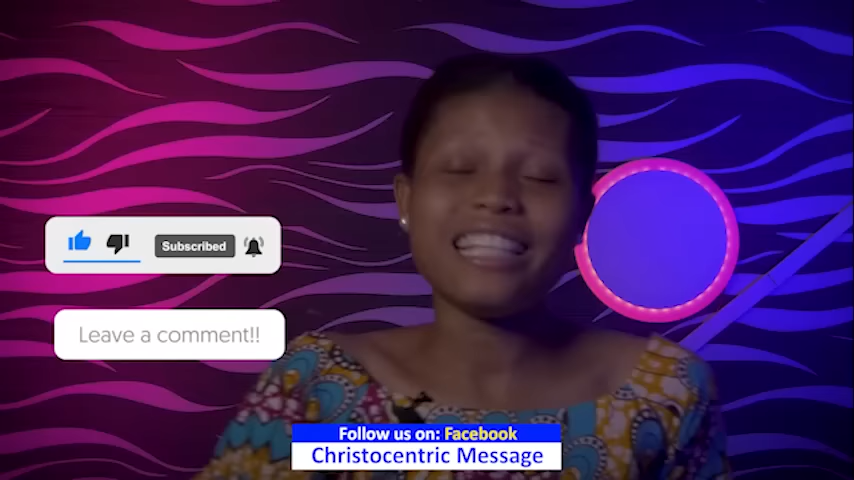 Subscribed
Leave a comment!!
Follow us on: Facebook
Christocentric Message